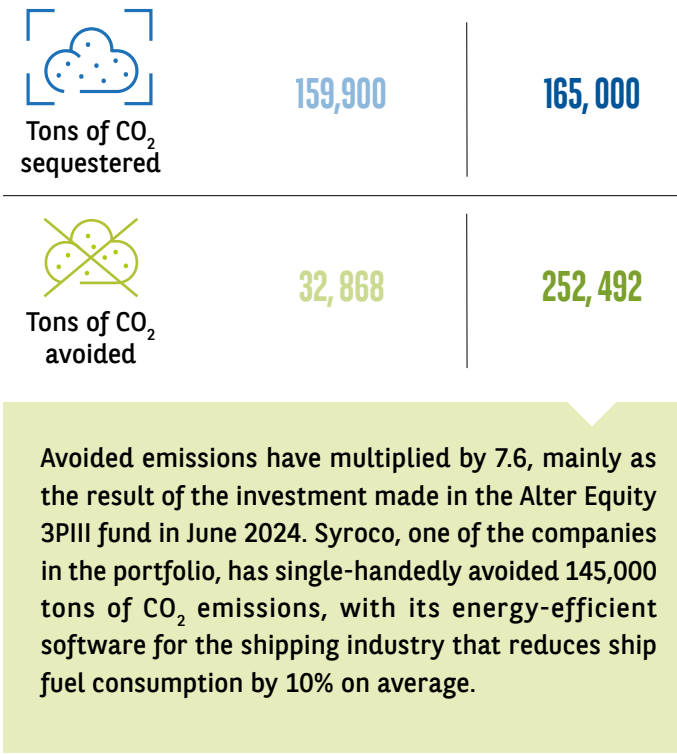 Tons of CO₂
sequestered
159,900
165, 000
Tons of CO₂
avoided
32, 868
252, 492
Avoided emissions have multiplied by 7.6, mainly as
the result of the investment made in the Alter Equity
3PIII fund in June 2024. Syroco, one of the companies
in the portfolio, has single-handedly avoided 145,000
tons of CO₂ emissions, with its energy-efficient
software for the shipping industry that reduces ship
fuel consumption by 10% on average.